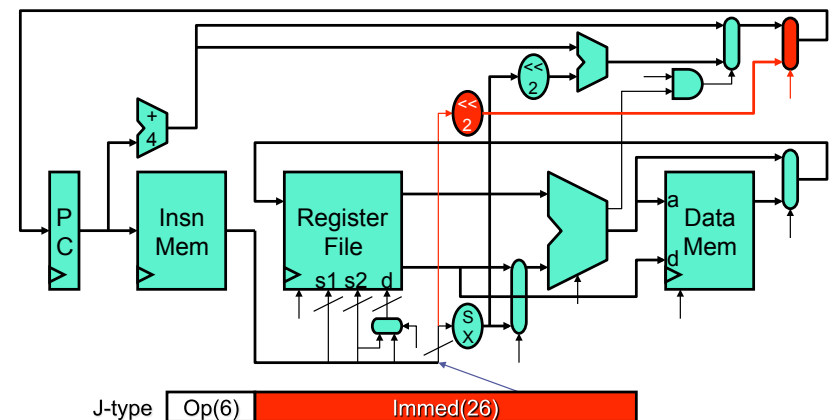 <<
2
+
4
<<
2
P
C
Insn
Mem
Register
File
s1 s2 d
a
Data
Mem
d
S
X
J-type Op(6) Immed(26)